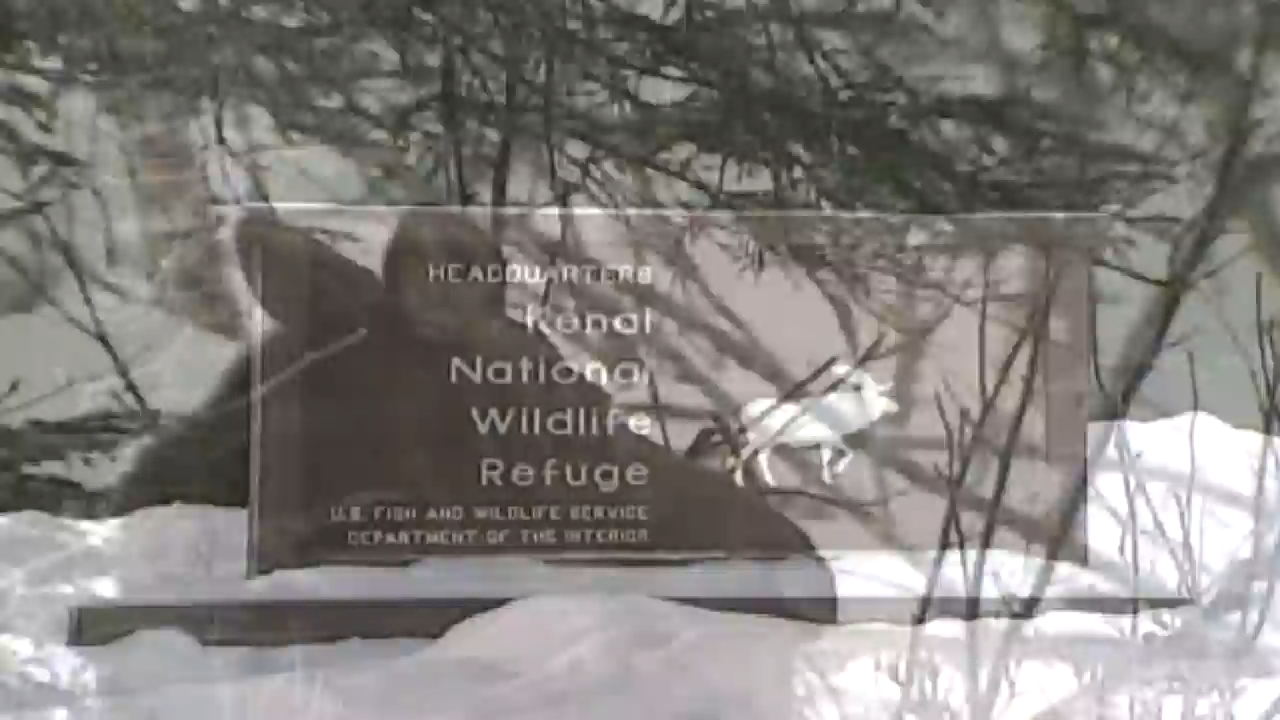 HEADQUARTERS
Kenai
National
Wildlife
Refuge
U.S. FISH AND WILDLIFE SERVICE
DEPARTMENT OF THE INTERIOR